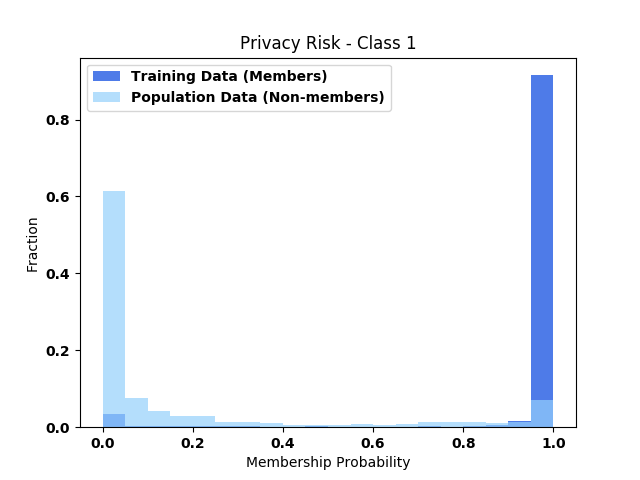 Privacy Risk - Class 1
Training Data (Members)
Population Data (Non-members)
0.8
0.6
0.4
0.2
0.0
Fraction
0.0 0.2 0.4 0.6 0.8 1.0
Membership Probability